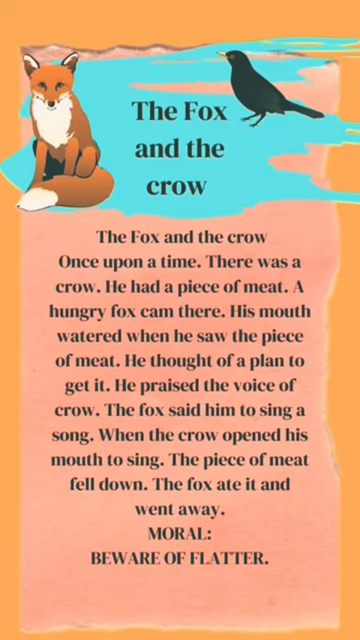 The Fox
and the
crow
The Fox and the crow
Once upon a time. There was a
crow. He had a piece of meat. A
hungry fox cam there. His mouth
watered when he saw the piece
of meat. He thought of a plan to
get it. He praised the voice of
crow. The fox said him to sing a
song. When the crow opened his
mouth to sing. The piece of meat
fell down. The fox ate it and
went away.
MORAL:
BEWARE OF FLATTER.